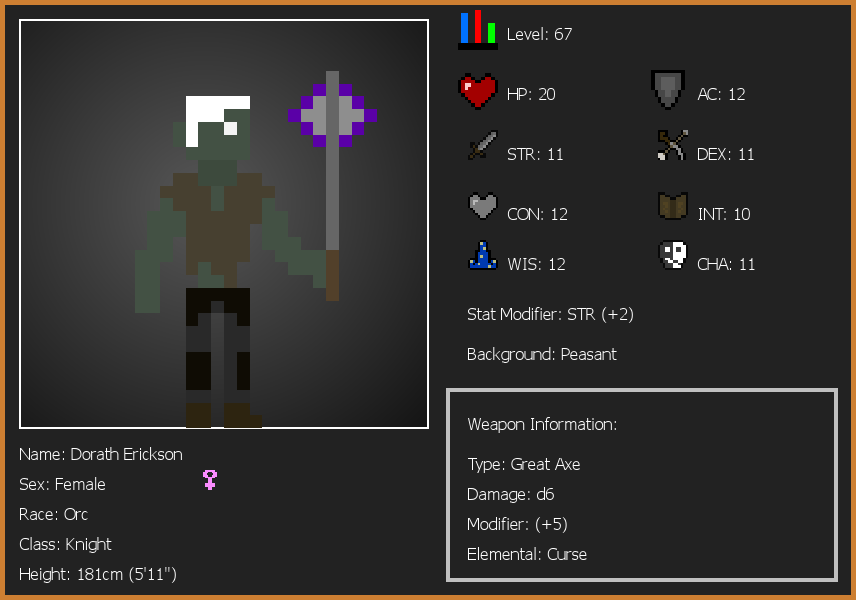 Level: 67
HP: 20
AC: 12
STR: 11
DEX: 11
CON: 12
INT: 10
WIS: 12
CHA: 11
Stat Modifier: STR (+2)
Background: Peasant
Weapon Information:
Type: Great Axe
Damage: d6
Modifier: (+5)
Elemental: Curse
Name: Dorath Erickson
Sex: Female
Race: Orc
Class: Knight
Height: 181cm (5'11")